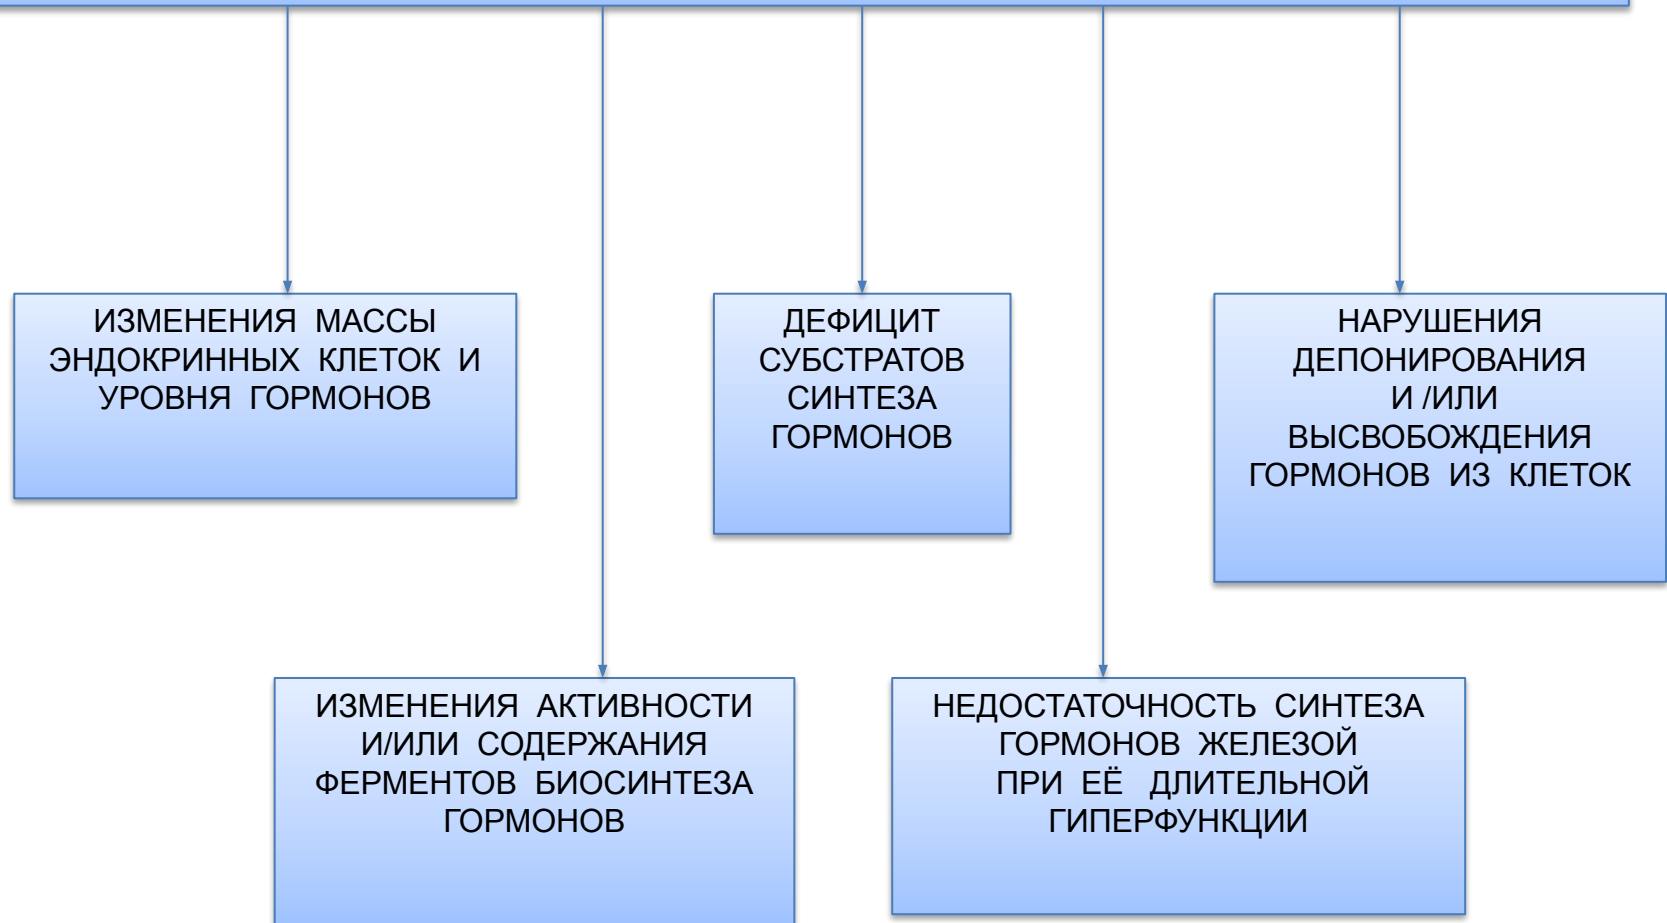 ИЗМЕНЕНИЯ МАССЫ
ЭНДОКРИННЫХ КЛЕТОК И
УРОВНЯ ГОРМОНОВ
ДЕФИЦИТ
СУБСТРАТОВ
СИНТЕЗА
ГОРМОНОВ
НАРУШЕНИЯ
ДЕПОНИРОВАНИЯ
И /ИЛИ
ВЫСВОБОЖДЕНИЯ
ГОРМОНОВ ИЗ КЛЕТОК
ИЗМЕНЕНИЯ АКТИВНОСТИ
И/ИЛИ СОДЕРЖАНИЯ
ФЕРМЕНТОВ БИОСИНТЕЗА
ГОРМОНОВ
НЕДОСТАТОЧНОСТЬ СИНТЕЗА
ГОРМОНОВ ЖЕЛЕЗОЙ
ПРИ ЕЁ ДЛИТЕЛЬНОЙ
ГИПЕРФУНКЦИИ